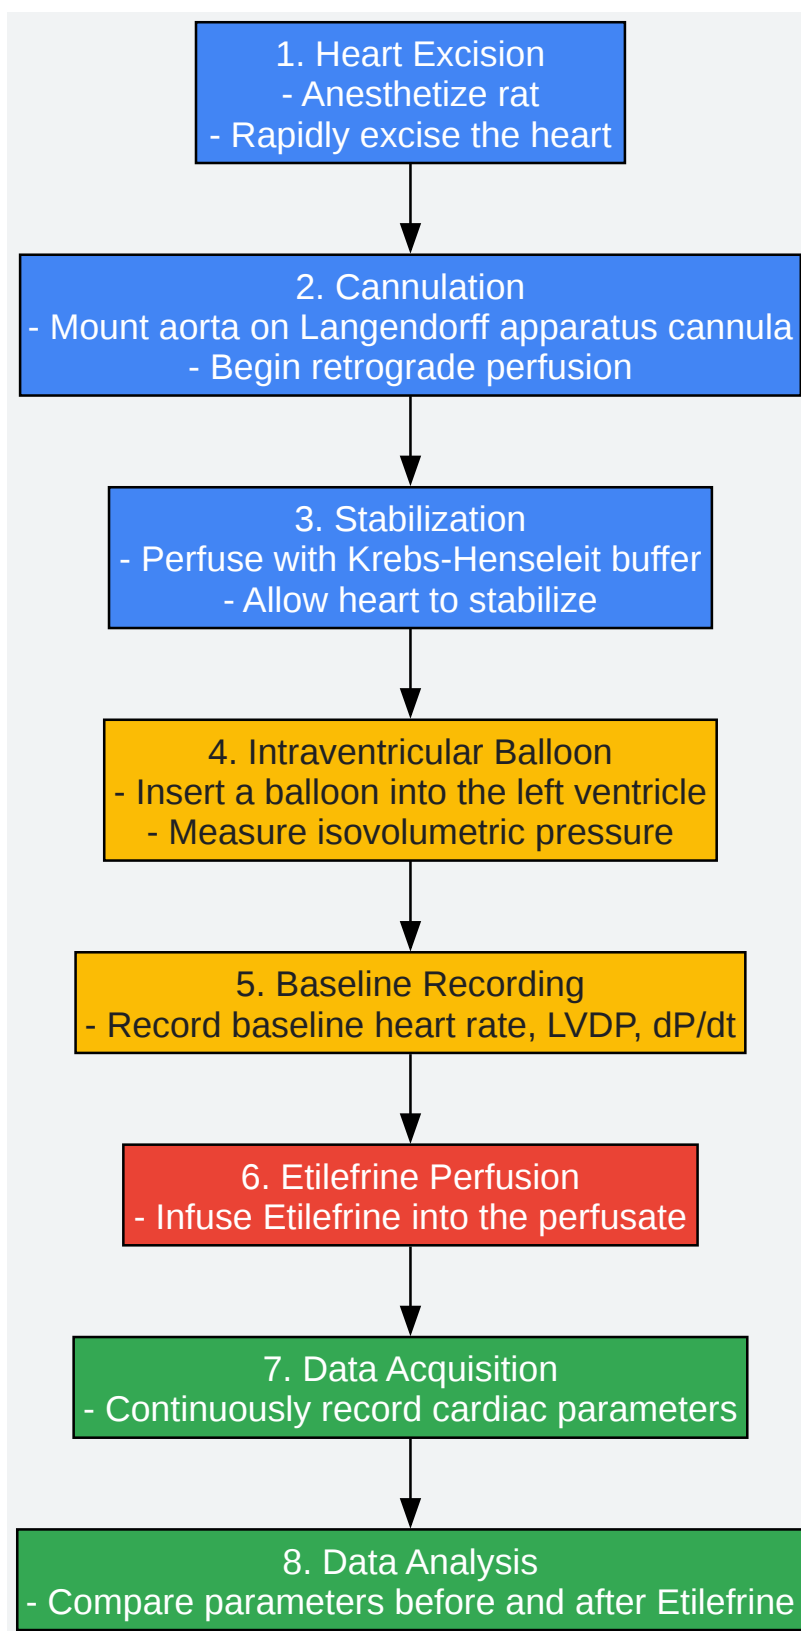 1. Heart Excision
- Anesthetize rat
- Rapidly excise the heart
2. Cannulation
- Mount aorta on Langendorff apparatus cannula
- Begin retrograde perfusion
3. Stabilization
- Perfuse with Krebs-Henseleit buffer
- Allow heart to stabilize
4. Intraventricular Balloon
- Insert a balloon into the left ventricle
- Measure isovolumetric pressure
5. Baseline Recording
- Record baseline heart rate, LVDP, dP/dt
6. Etilefrine Perfusion
- Infuse Etilefrine into the perfusate
7. Data Acquisition
- Continuously record cardiac parameters
8. Data Analysis
- Compare parameters before and after Etilefrine